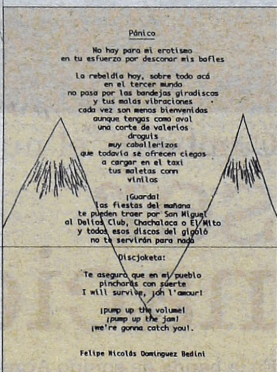 Pánico
No hay para mi erotismo
en tu esfuerzo por desconar mis bafles
La rebeldía hoy, sobre todo acá
en el tercer mundo
no pasa por las bandejas giradiscos
y tus malas vibraciones
cada vez son menos bienvenidas
aunque tengas como aval
una corte de valerios
droguis
muy caballerizos
que todavía se ofrecen ciegos
a cargar en el taxi
tus maletas conn
vinilos
¡Guarda!
las fiestas del mañana
te pueden traer por San Miguel
al Dellos Club, Chachalaca o El Mito
y todos esos discos del gigoló
no te servirán para nada
Discjoketa:
Te aseguro que en mi pueblo
pincharás con suerte
I will survive, ¡oh l'amour!
¡pump up the volume!
¡pump up the jam!
¡we're gonna catch you!.
Felipe Nicolás Domínguez Bedini